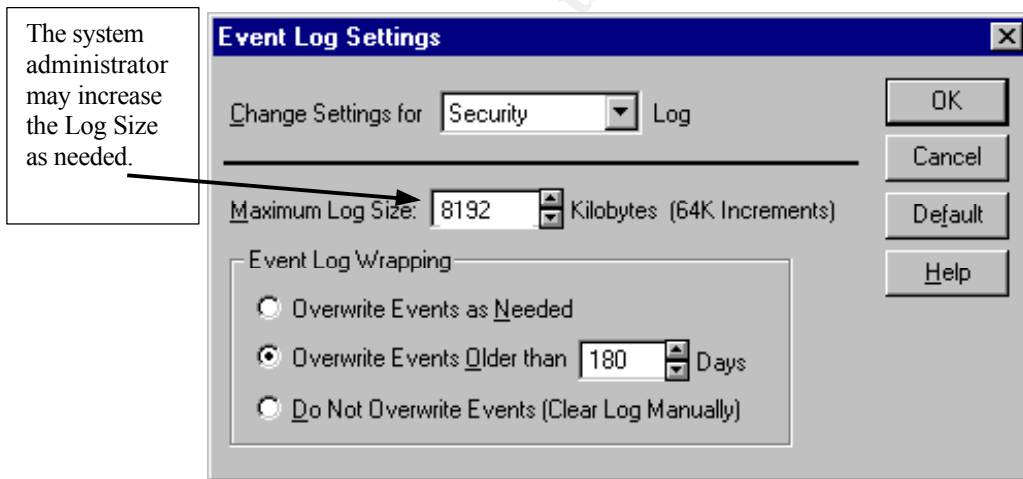 The system
administrator
may increase
the Log Size
as needed.
Event Log Settings
Change Settings for Security Log
OK
Cancel
Maximum Log Size: 8192 Kilobytes (64K Increments)
Default
Event Log Wrapping
Help
Overwrite Events as Needed
Overwrite Events Older than 180 Days
Do Not Overwrite Events (Clear Log Manually)